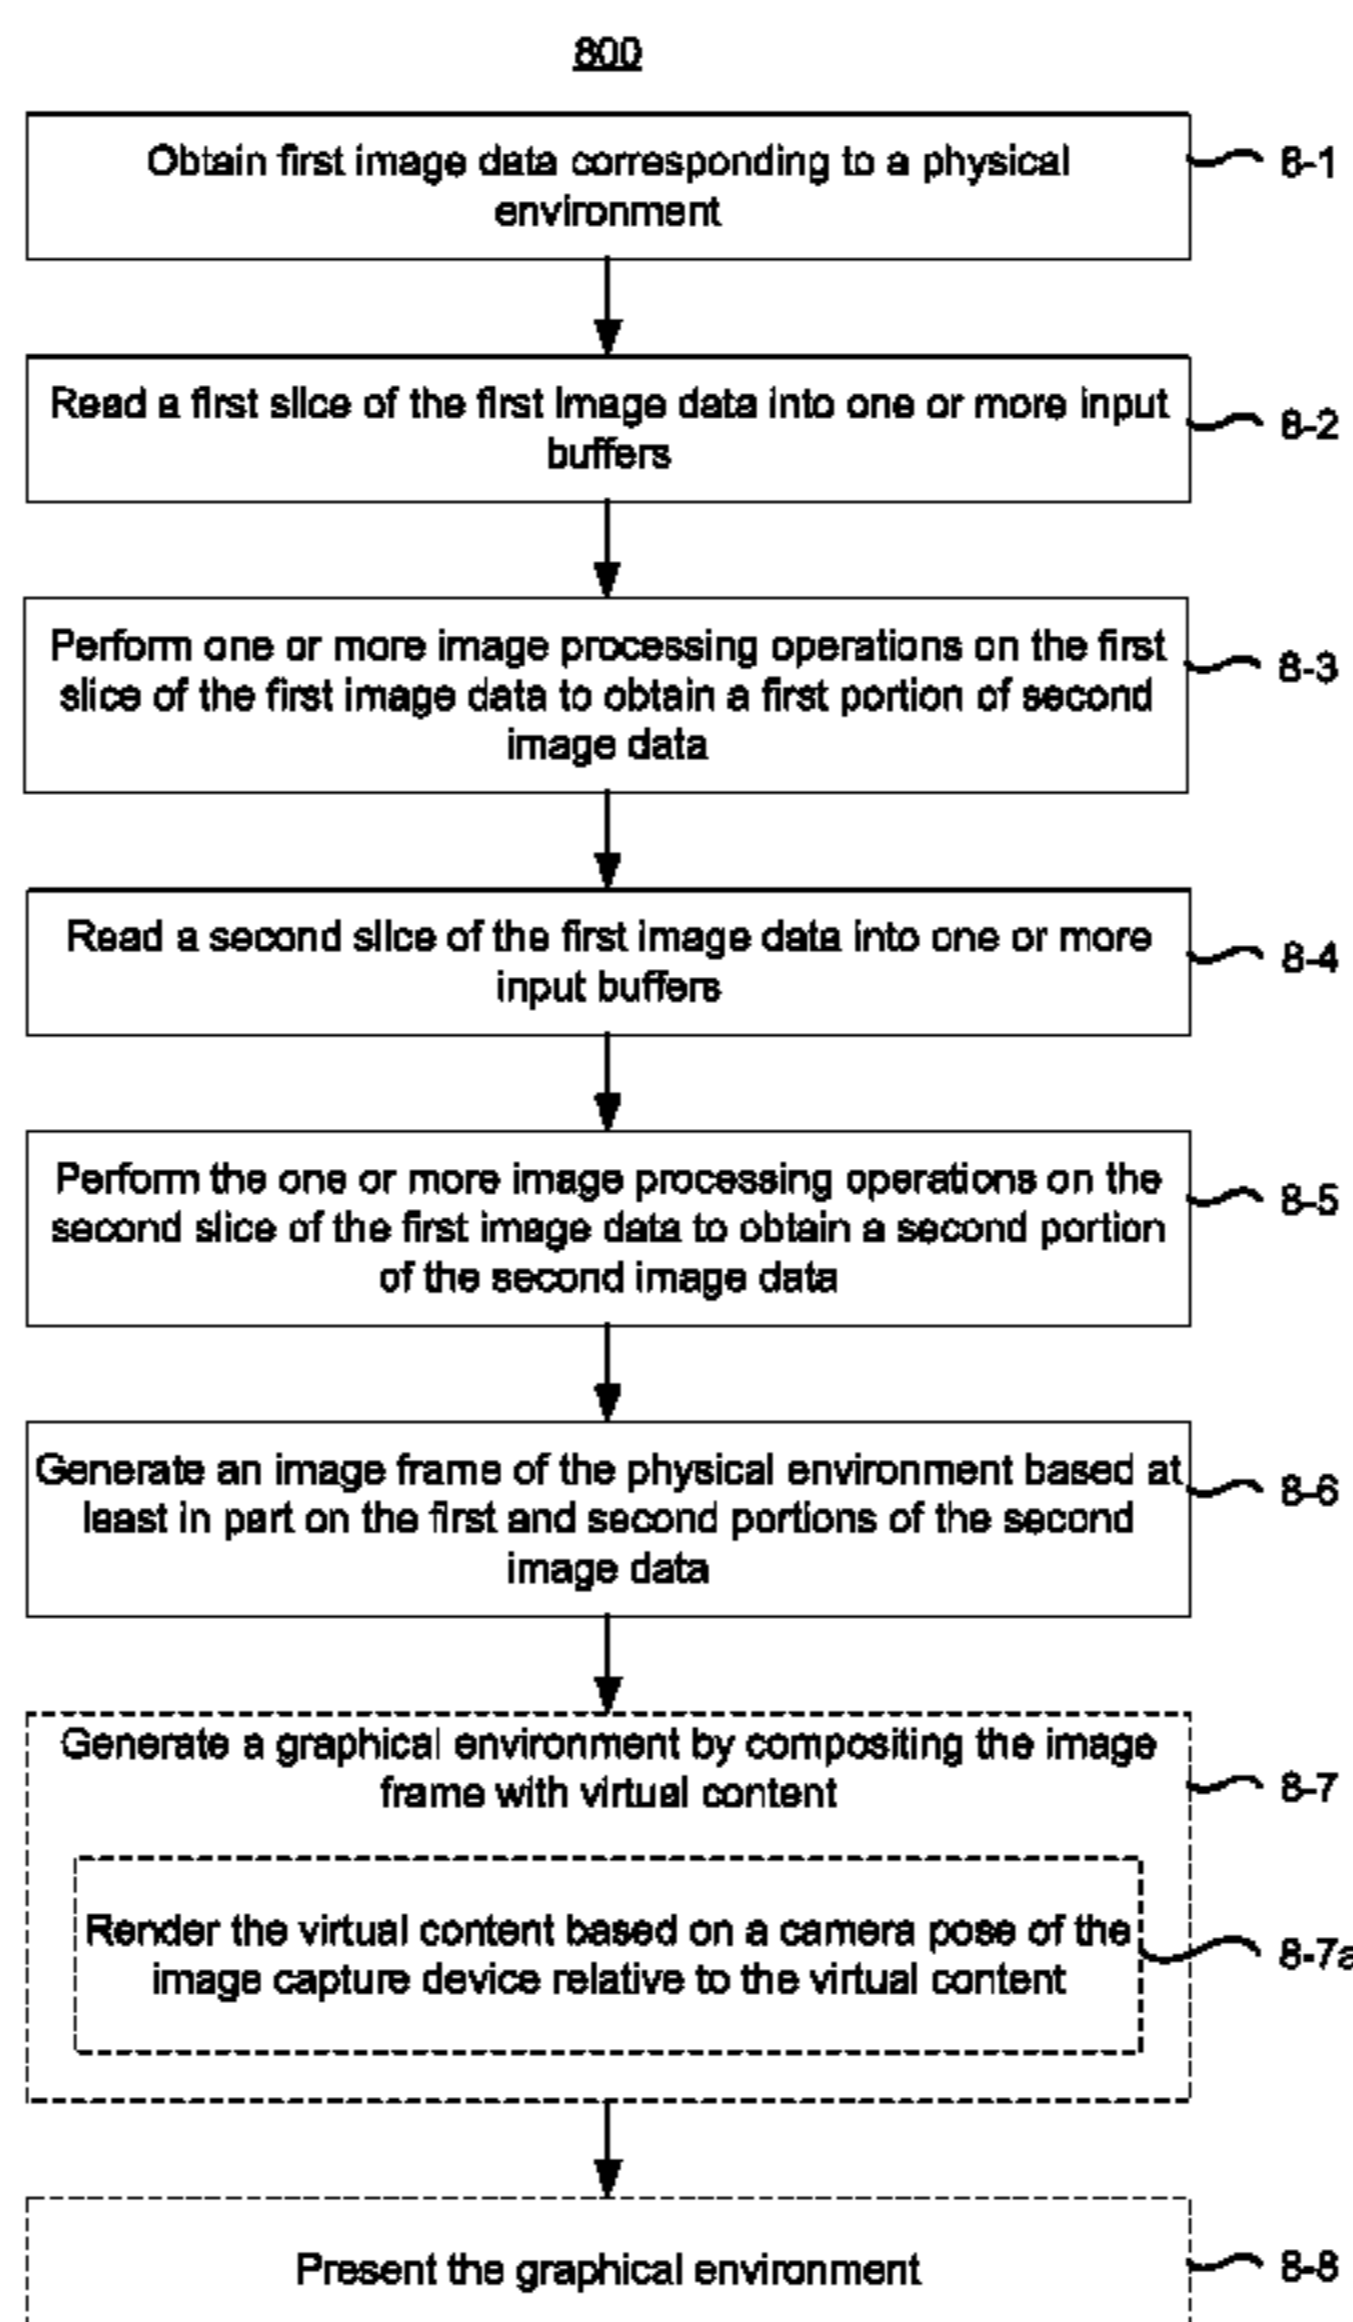 800
Obtain first image data corresponding to a physical
environment
8-1
Read a first slice of the first image data into one or more input
buffers
8-2
Perform one or more image processing operations on the first
slice of the first image data to obtain a first portion of second
image data
8-3
Read a second slice of the first image data into one or more
input buffers
8-4
Perform the one or more image processing operations on the
second slice of the first image data to obtain a second portion
of the second image data
8-5
Generate an image frame of the physical environment based at
least in part on the first and second portions of the second
image data
8-6
Generate a graphical environment by compositing the image
frame with virtual content
8-7
Render the virtual content based on a camera pose of the
image capture device relative to the virtual content
8-7a
Present the graphical environment
8-8